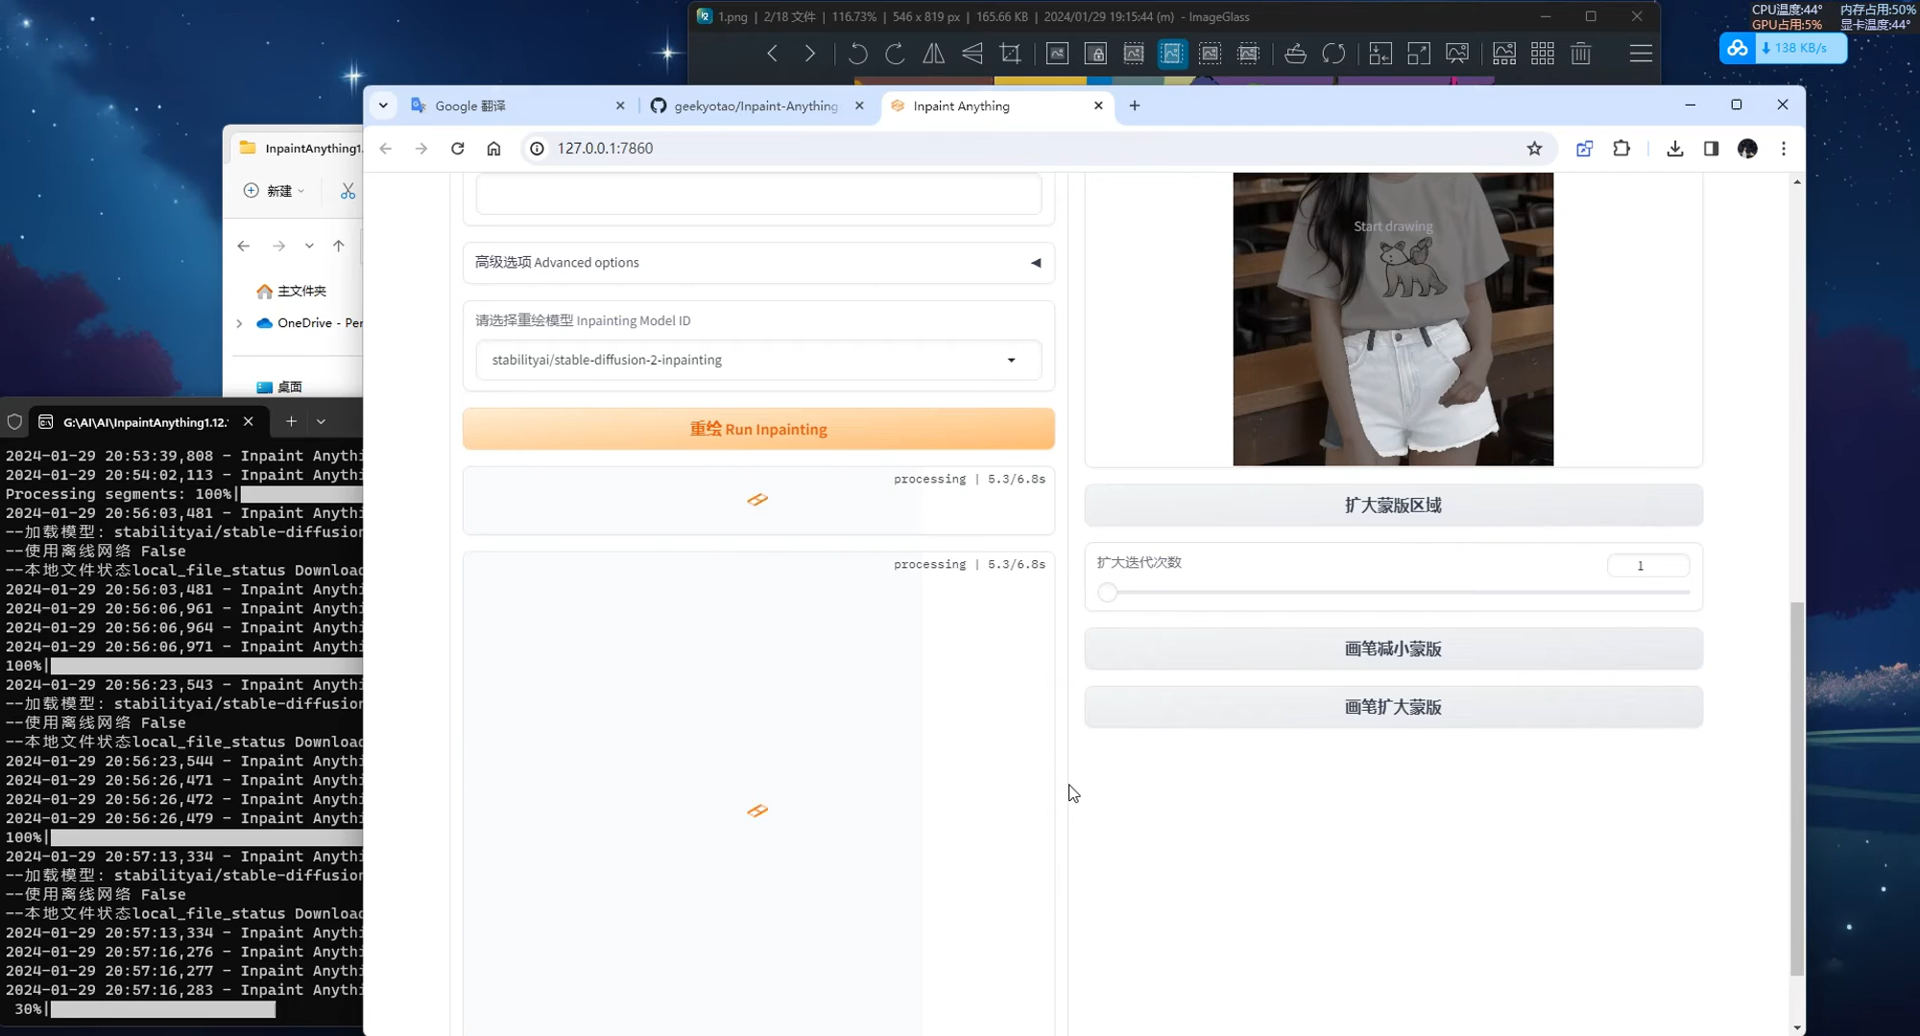 1.png | 2/18 文件 | 116.73% | 546 x 819 px | 165.66 KB | 2024/01/29 19:15:44 (m) - ImageGlass
CPU温度:44° 内存占用:50%
GPU占用:5% 显卡温度:44°
138 KB/s
Google 翻译
geekyotao/Inpaint-Anything
Inpaint Anything
127.0.0.1:7860
InpaintAnything1.
新建
主文件夹
OneDrive - Per
桌面
高级选项 Advanced options
请选择重绘模型 Inpainting Model ID
stabilityai/stable-diffusion-2-inpainting
重绘 Run Inpainting
processing | 5.3/6.8s
processing | 5.3/6.8s
Start drawing
扩大蒙版区域
扩大迭代次数
1
画笔减小蒙版
画笔扩大蒙版
G:\AI\AI\InpaintAnything1.12.
2024-01-29 20:53:39,808 - Inpaint Anythi
2024-01-29 20:54:02,113 - Inpaint Anythi
Processing segments: 100%|
2024-01-29 20:56:03,481 - Inpaint Anythi
--加载模型: stabilityai/stable-diffusion
--使用离线网络 False
--本地文件状态local_file_status Download
2024-01-29 20:56:03,481 - Inpaint Anythi
2024-01-29 20:56:06,961 - Inpaint Anythi
2024-01-29 20:56:06,964 - Inpaint Anythi
2024-01-29 20:56:06,971 - Inpaint Anythi
100%|
2024-01-29 20:56:23,543 - Inpaint Anythi
--加载模型: stabilityai/stable-diffusion
--使用离线网络 False
--本地文件状态local_file_status Download
2024-01-29 20:56:23,544 - Inpaint Anythi
2024-01-29 20:56:26,471 - Inpaint Anythi
2024-01-29 20:56:26,472 - Inpaint Anythi
2024-01-29 20:56:26,479 - Inpaint Anythi
100%|
2024-01-29 20:57:13,334 - Inpaint Anythi
--加载模型: stabilityai/stable-diffusion
--使用离线网络 False
--本地文件状态local_file_status Download
2024-01-29 20:57:13,334 - Inpaint Anythi
2024-01-29 20:57:16,276 - Inpaint Anythi
2024-01-29 20:57:16,277 - Inpaint Anythi
2024-01-29 20:57:16,283 - Inpaint Anythi
30%|